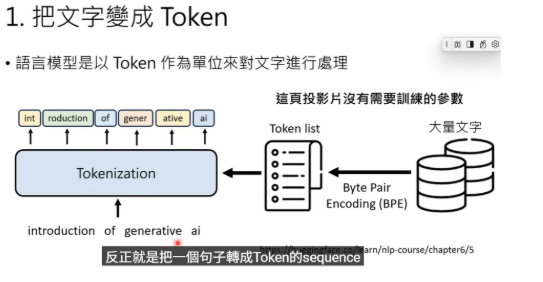 1. 把文字變成 Token
• 語言模型是以 Token 作為單位來對文字進行處理
英
這頁投影片沒有需要訓練的參數
int roduction of gener ative ai
Token list
大量文字
Tokenization
Byte Pair
Encoding (BPE)
introduction of generative ai
https://huggingface.co/learn/nlp-course/chapter6/5
反正就是把一個句子轉成Token的sequence